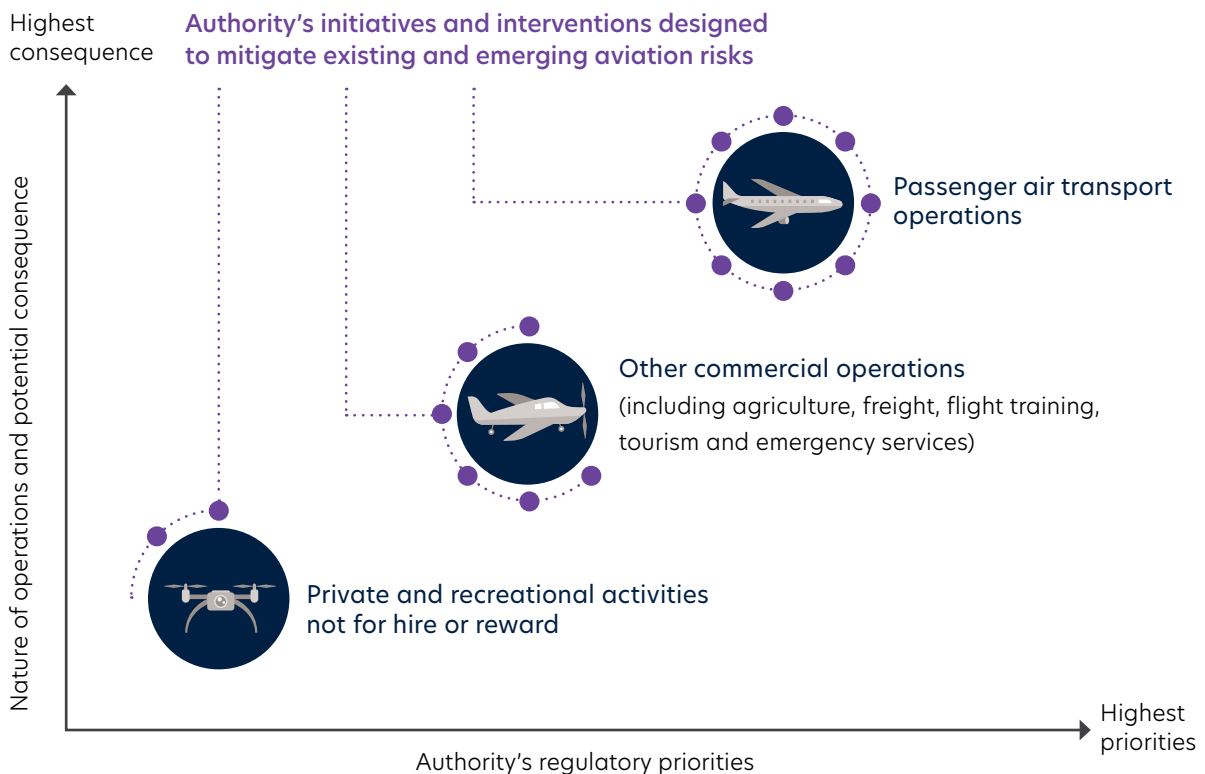 Highest
consequence
Authority’s initiatives and interventions designed
to mitigate existing and emerging aviation risks
Nature of operations and potential consequence
Passenger air transport
operations
Other commercial operations
(including agriculture, freight, flight training,
tourism and emergency services)
Private and recreational activities
not for hire or reward
Highest
priorities
Authority’s regulatory priorities